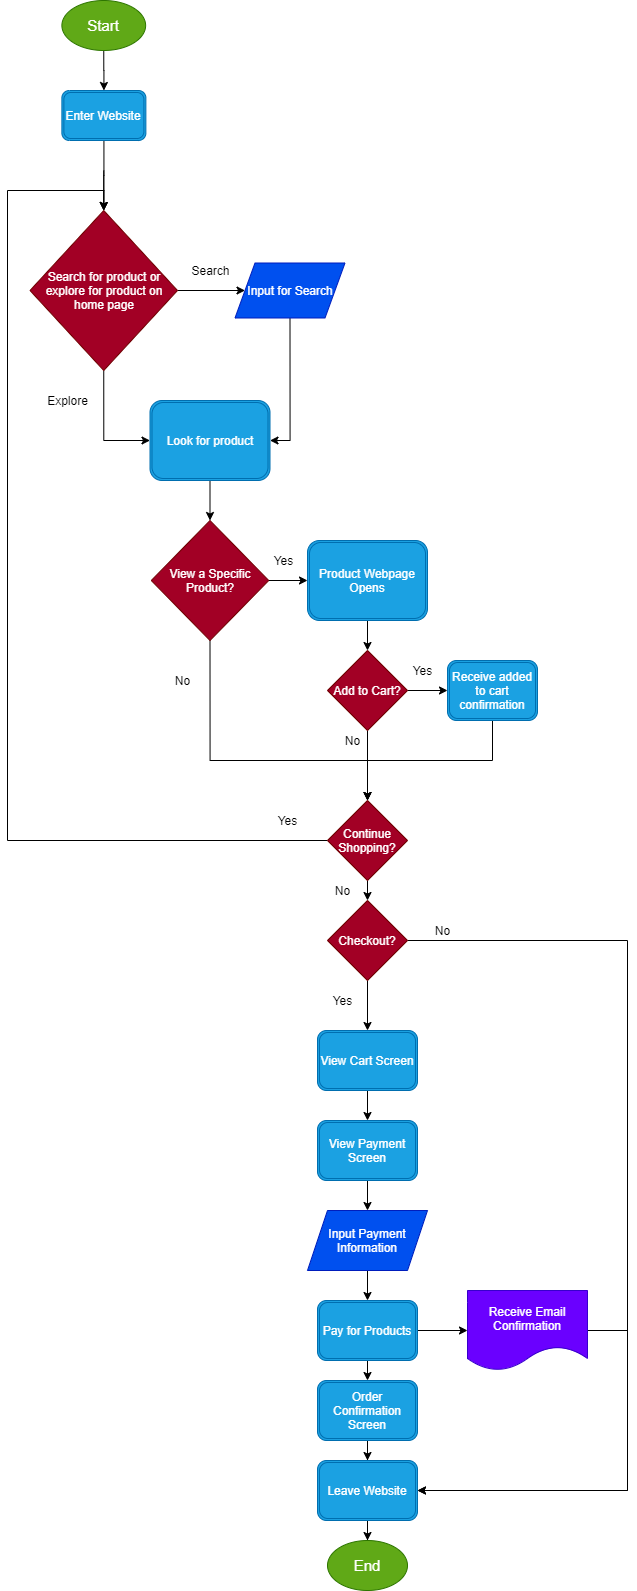 Start
Enter Website
Search for product or
explore for product on
home page
Search
Input for Search
Explore
Look for product
View a Specific
Product?
Yes
Product Webpage
Opens
No
Add to Cart?
Yes
Receive added
to cart
confirmation
No
Continue
Shopping?
Yes
No
Checkout?
No
Yes
View Cart Screen
View Payment
Screen
Input Payment
Information
Pay for Products
Receive Email
Confirmation
Order
Confirmation
Screen
Leave Website
End